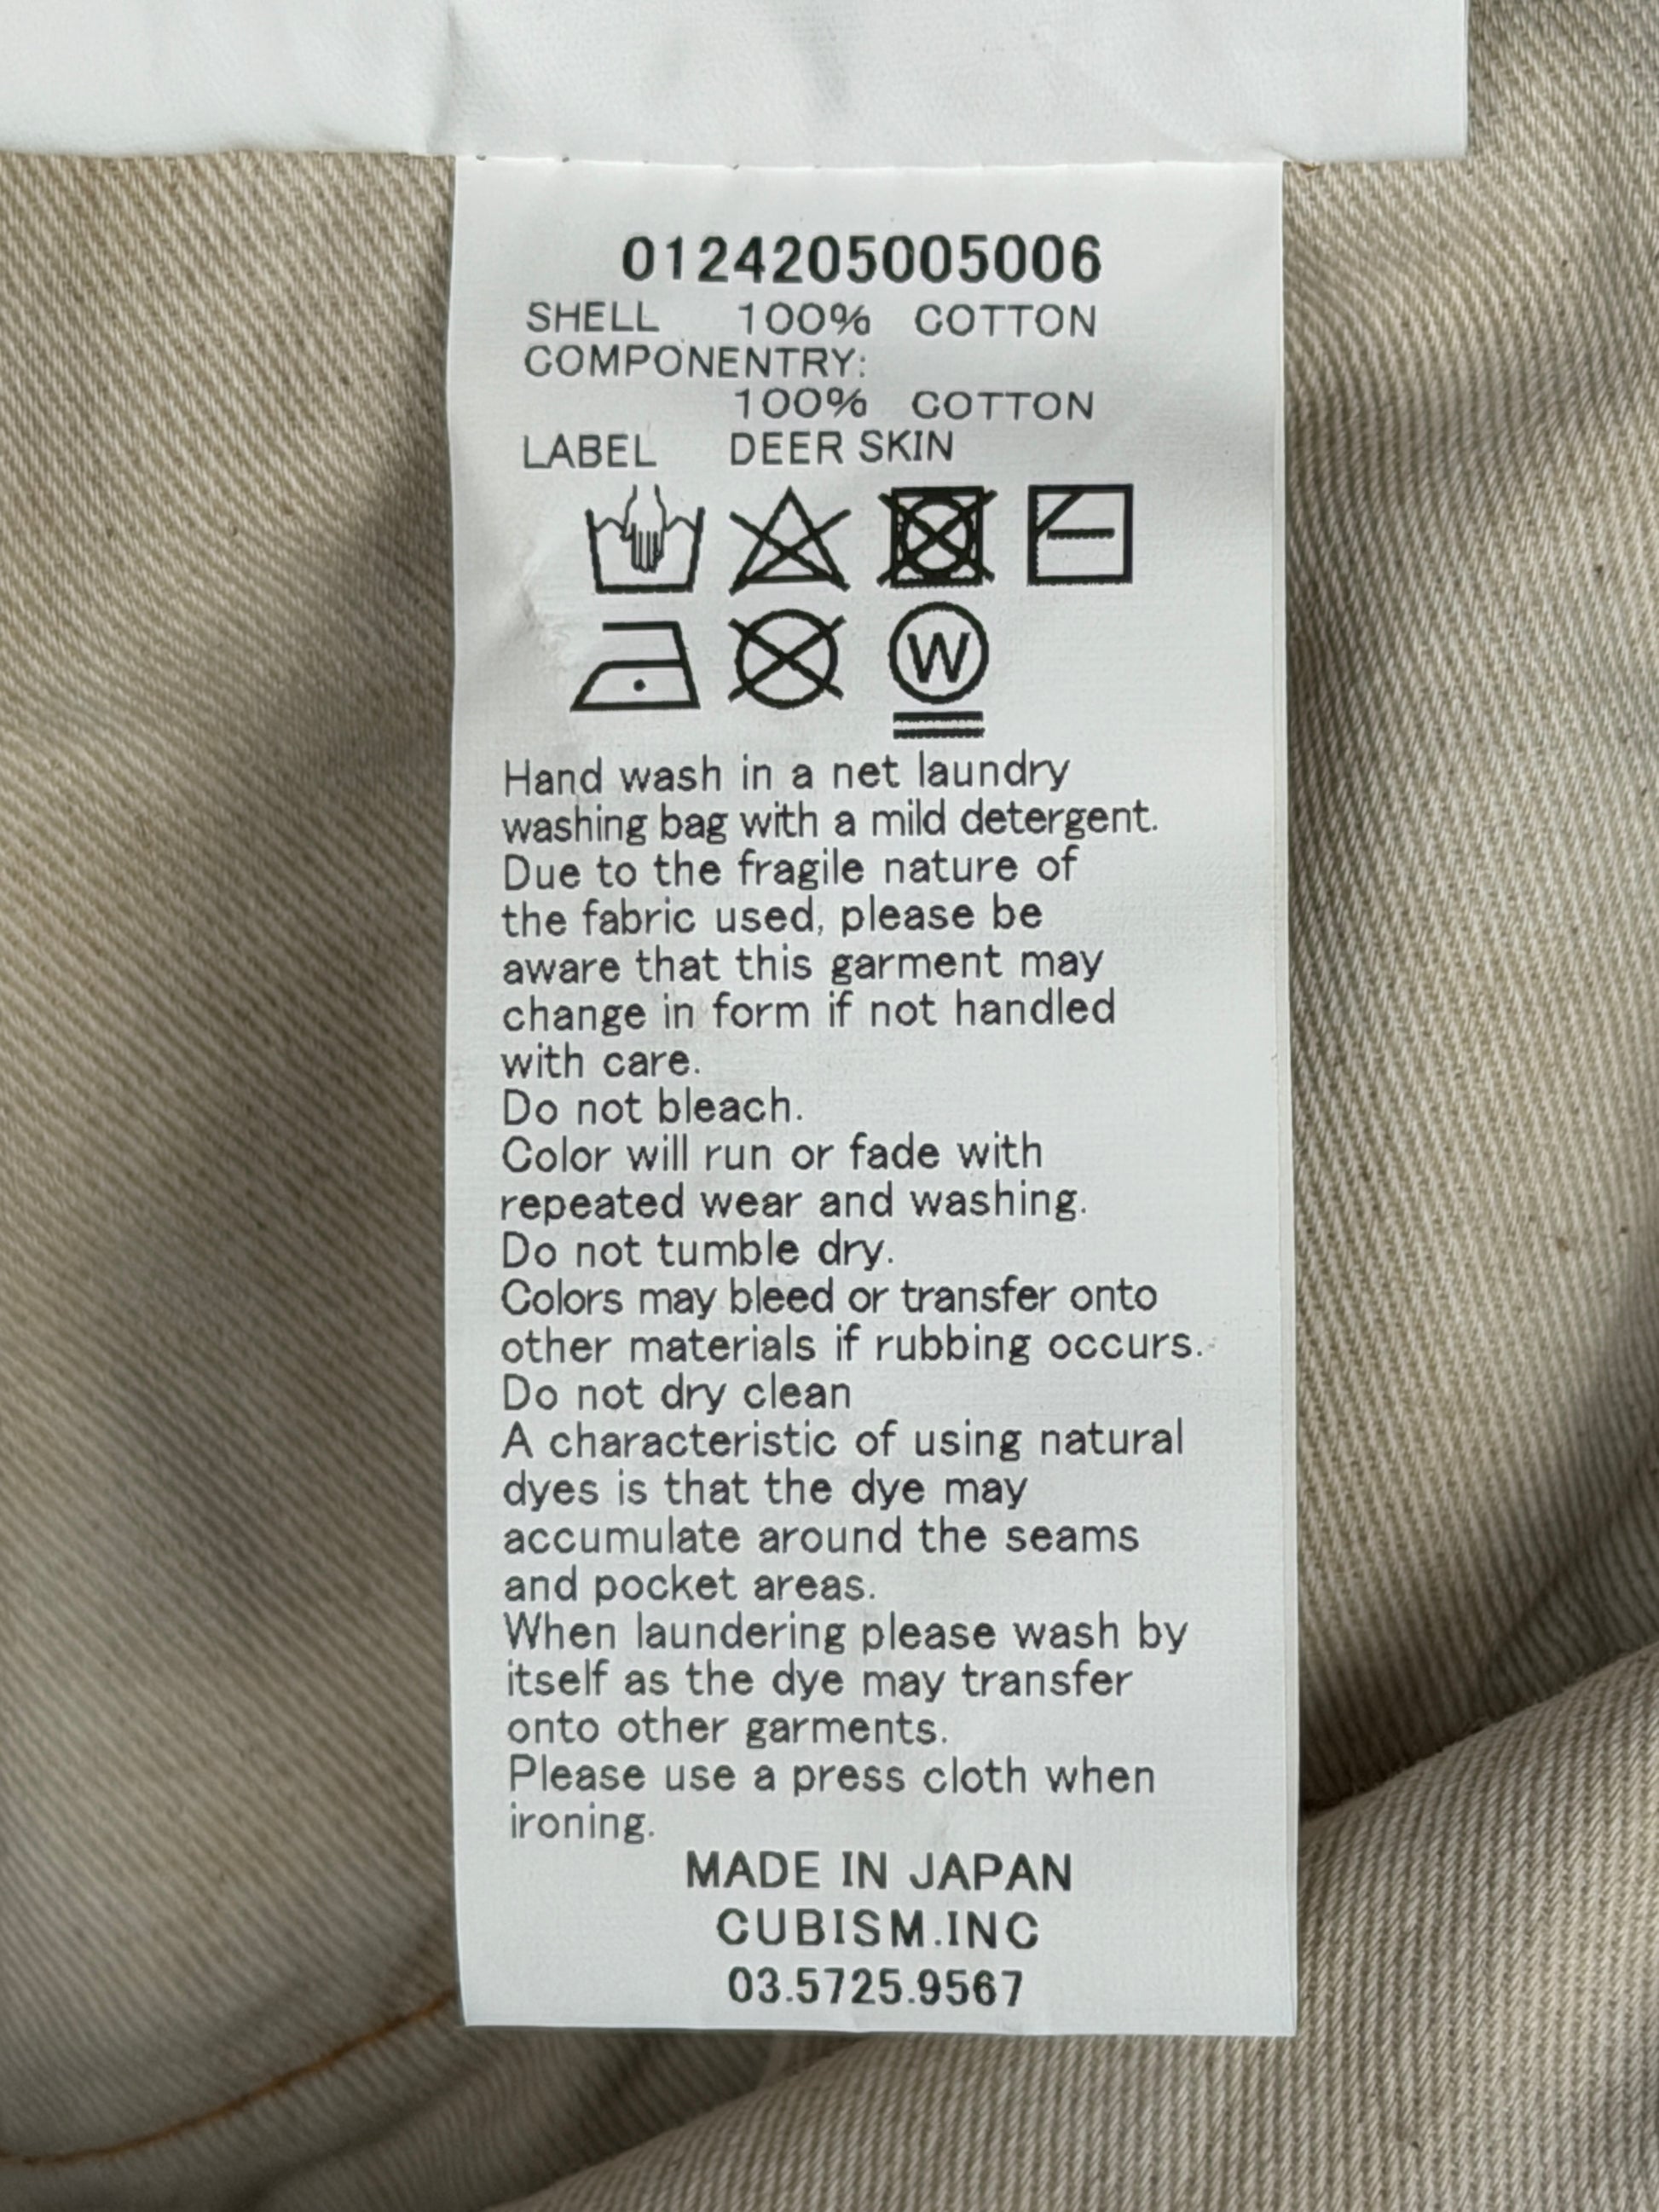 0124205005006
SHELL 100% COTTON
COMPONENTRY:
100% COTTON
LABEL DEER SKIN
W
Hand wash in a net laundry
washing bag with a mild detergent.
Due to the fragile nature of
the fabric used, please be
aware that this garment may
change in form if not handled
with care.
Do not bleach.
Color will run or fade with
repeated wear and washing.
Do not tumble dry.
Colors may bleed or transfer onto
other materials if rubbing occurs.
Do not dry clean
A characteristic of using natural
dyes is that the dye may
accumulate around the seams
and pocket areas.
When laundering please wash by
itself as the dye may transfer
onto other garments.
Please use a press cloth when
ironing.
MADE IN JAPAN
CUBISM.INC
03.5725.9567